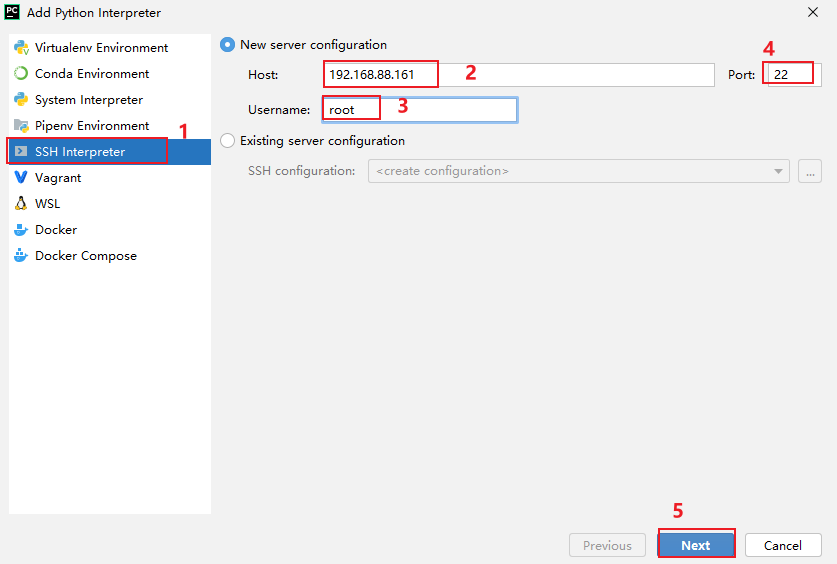 Add Python Interpreter
Virtualenv Environment
Conda Environment
System Interpreter
Pipenv Environment
1
SSH Interpreter
Vagrant
WSL
Docker
Docker Compose
New server configuration
4
Host: 192.168.88.161 2 Port: 22
Username: root 3
Existing server configuration
SSH configuration: <create configuration> ...
5
Previous Next Cancel